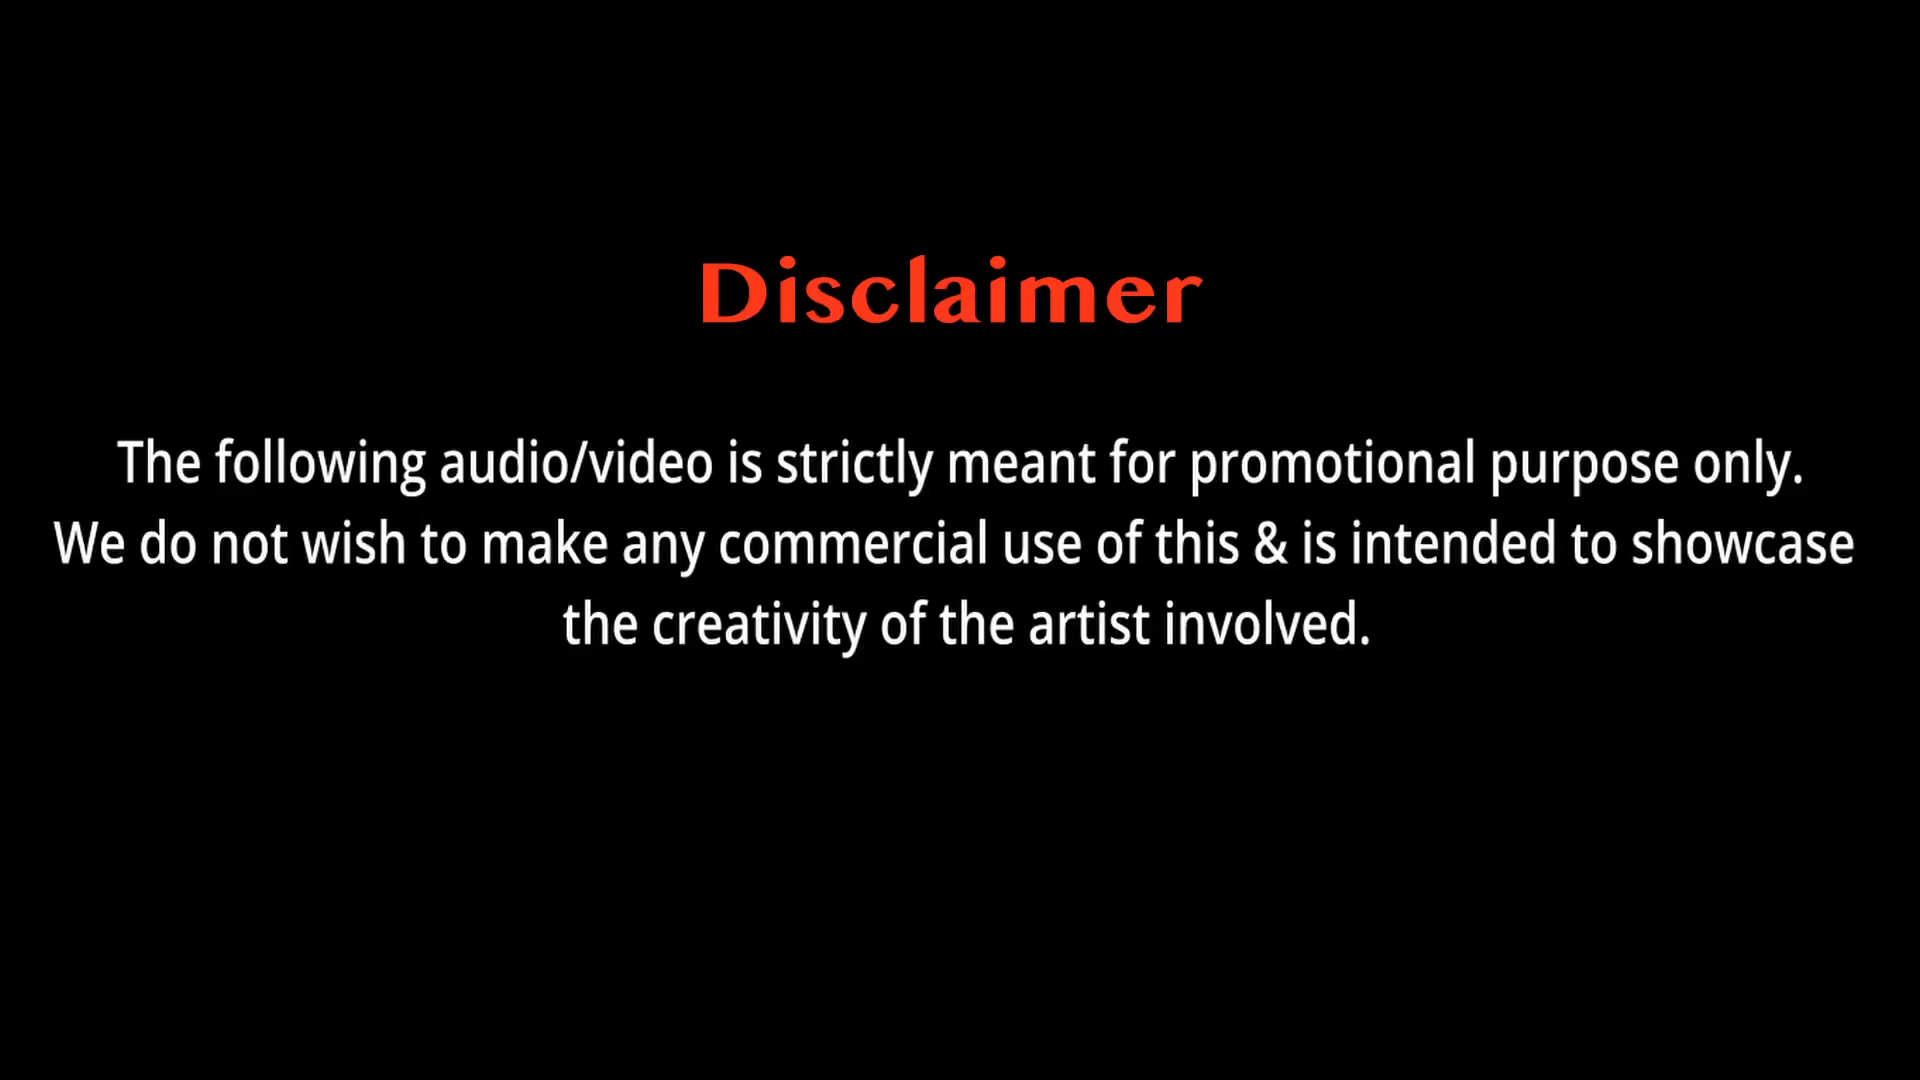 Disclaimer
The following audio/video is strictly meant for promotional purpose only.
We do not wish to make any commercial use of this & is intended to showcase
the creativity of the artist involved.